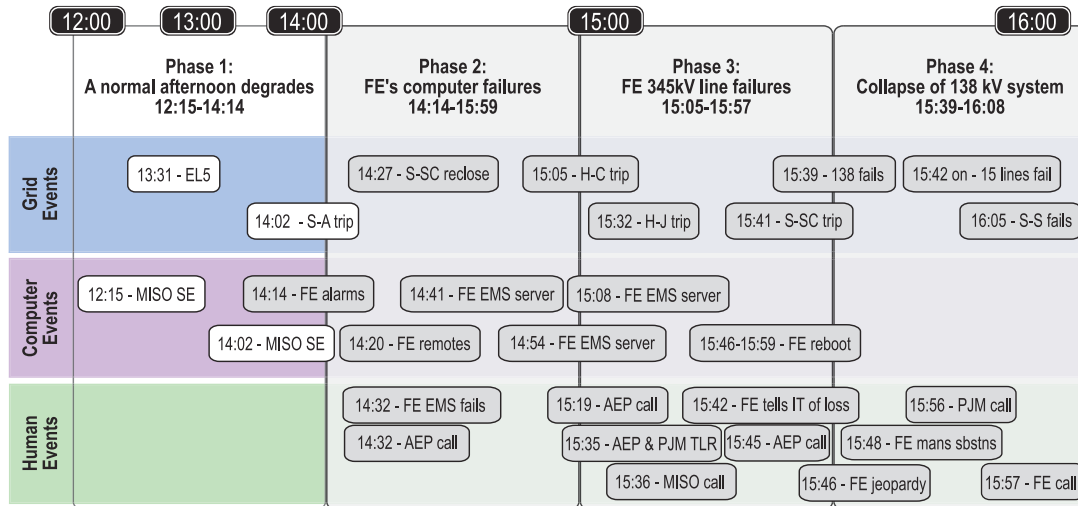 12:00
13:00
14:00
15:00
16:00
Phase 1:
A normal afternoon degrades
12:15-14:14
Phase 2:
FE's computer failures
14:14-15:59
Phase 3:
FE 345kV line failures
15:05-15:57
Phase 4:
Collapse of 138 kV system
15:39-16:08
Grid
Events
13:31 - EL5
14:27 - S-SC reclose
15:05 - H-C trip
15:39 - 138 fails
15:42 on - 15 lines fail
14:02 - S-A trip
15:32 - H-J trip
15:41 - S-SC trip
16:05 - S-S fails
Computer
Events
12:15 - MISO SE
14:14 - FE alarms
14:41 - FE EMS server
15:08 - FE EMS server
14:02 - MISO SE
14:20 - FE remotes
14:54 - FE EMS server
15:46-15:59 - FE reboot
Human
Events
14:32 - FE EMS fails
15:19 - AEP call
15:42 - FE tells IT of loss
15:56 - PJM call
14:32 - AEP call
15:35 - AEP & PJM TLR
15:45 - AEP call
15:48 - FE mans sbstns
15:36 - MISO call
15:46 - FE jeopardy
15:57 - FE call